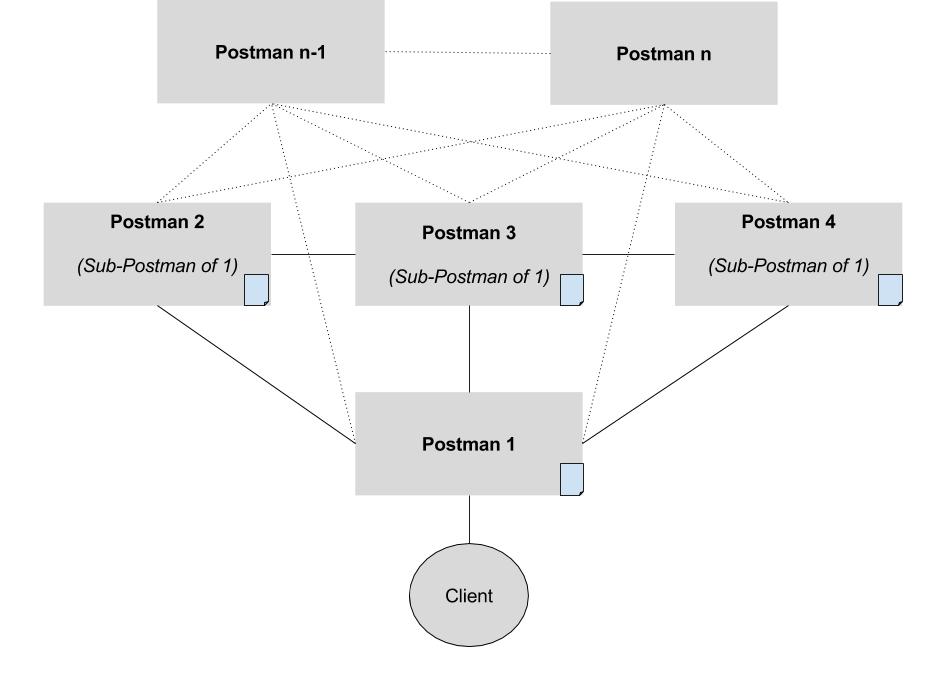 Postman n-1
Postman n
Postman 2
(Sub-Postman of 1)
Postman 3
(Sub-Postman of 1)
Postman 4
(Sub-Postman of 1)
Postman 1
Client